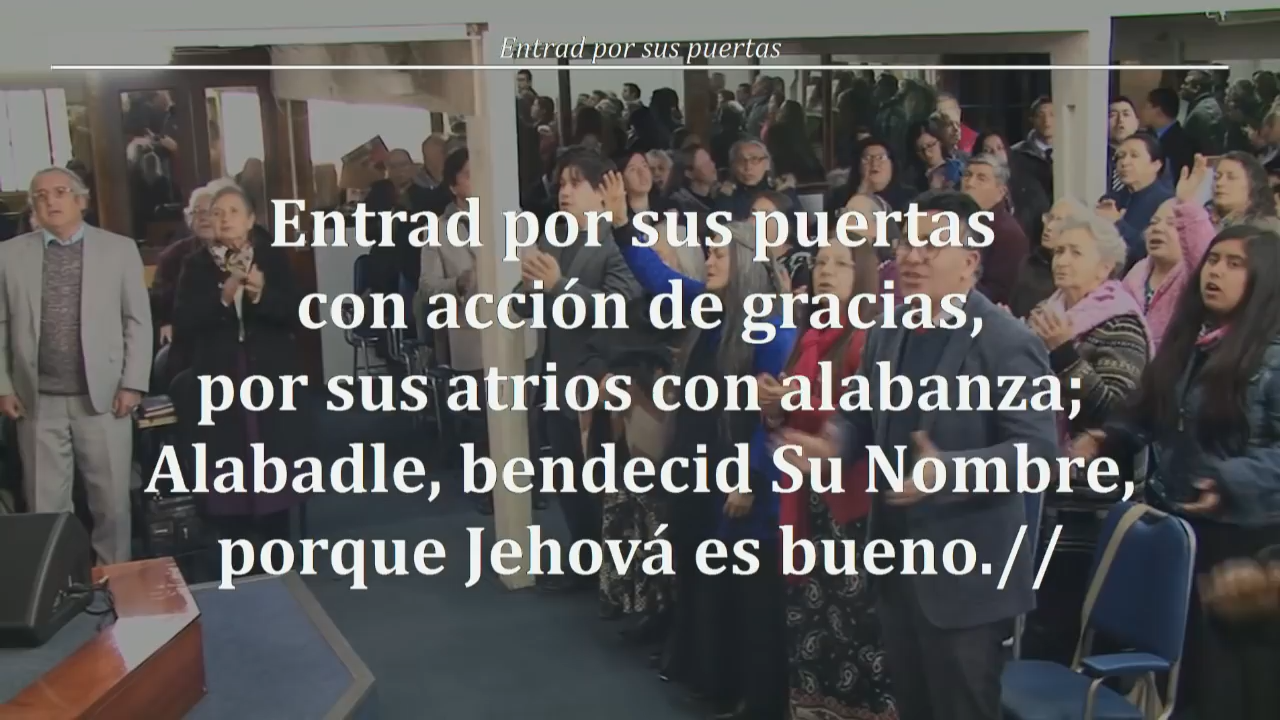 Entrad por sus puertas
Entrad por sus puertas
con acción de gracias,
por sus atrios con alabanza;
Alabadle, bendecid Su Nombre,
porque Jehová es bueno.//